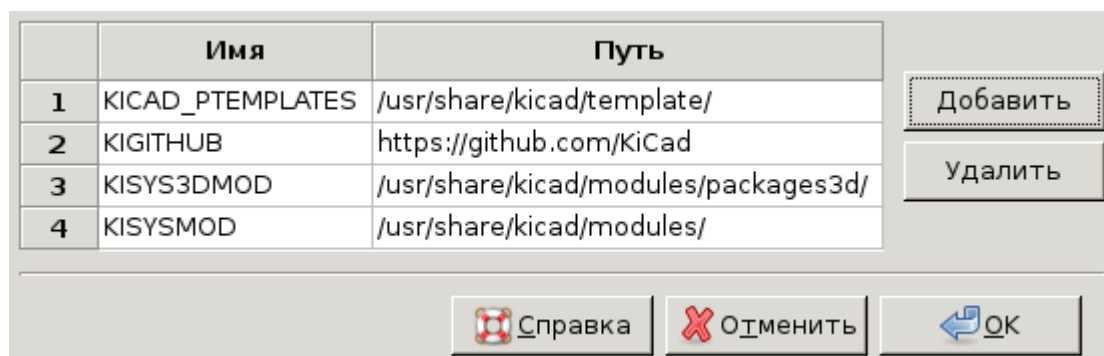 Имя Путь
1 KICAD_PTEMPLATES /usr/share/kicad/template/
2 KIGITHUB https://github.com/KiCad
3 KISYS3DMOD /usr/share/kicad/modules/packages3d/
4 KISYSMOD /usr/share/kicad/modules/
Добавить
Удалить
Справка Отменить OK